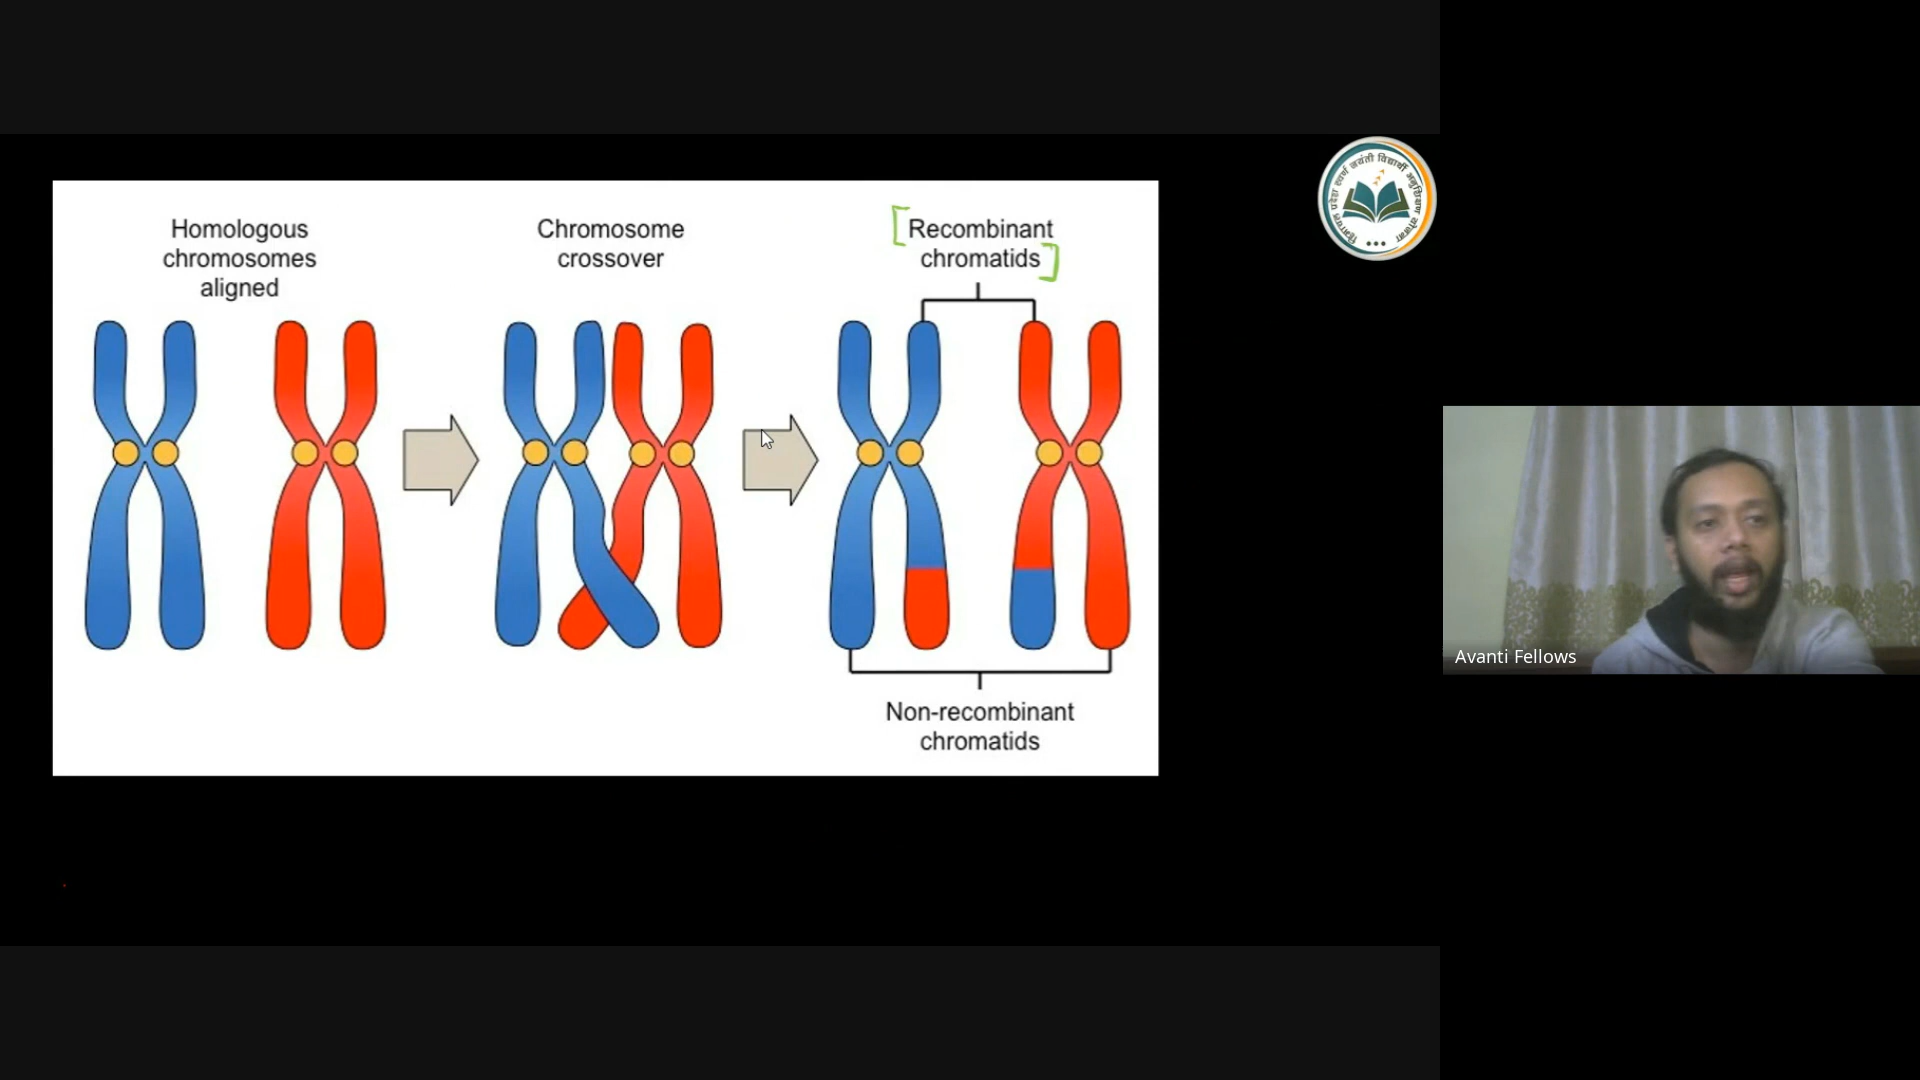 Homologous
chromosomes
aligned
Chromosome
crossover
Recombinant
chromatids
Non-recombinant
chromatids
Avanti Fellows